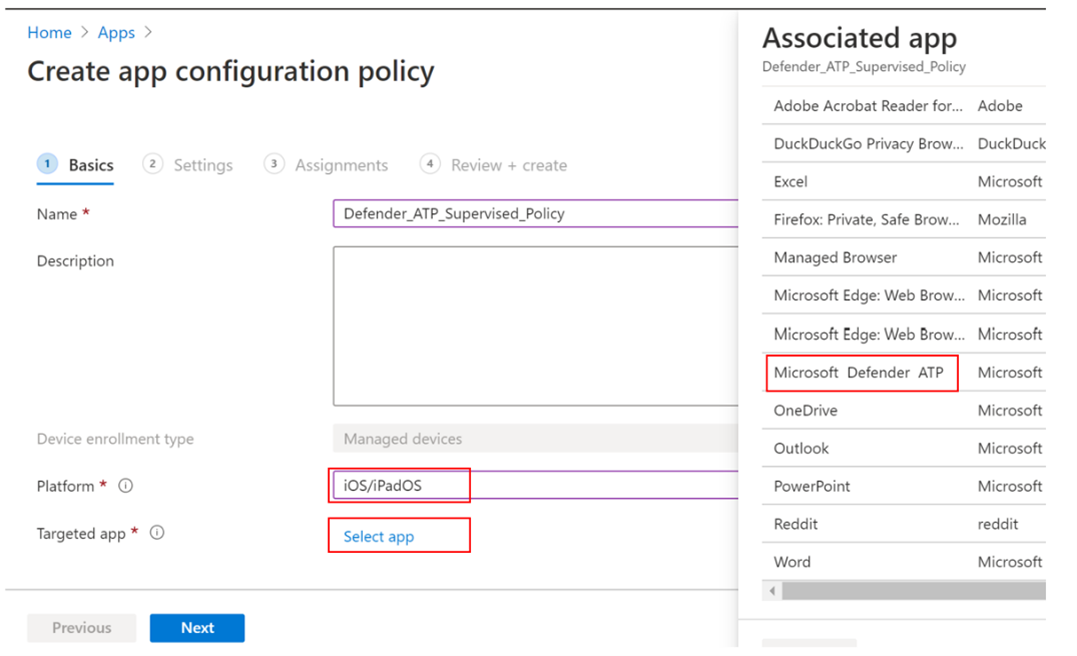 Home > Apps >
Create app configuration policy
1 Basics 2 Settings 3 Assignments 4 Review + create
Name *
Defender_ATP_Supervised_Policy
Description
Device enrollment type
Managed devices
Platform *
iOS/iPadOS
Targeted app *
Select app
Previous
Next
Associated app
Defender_ATP_Supervised_Policy
Adobe Acrobat Reader for... Adobe
DuckDuckGo Privacy Brow... DuckDuck
Excel Microsoft
Firefox: Private, Safe Brow... Mozilla
Managed Browser Microsoft
Microsoft Edge: Web Brow... Microsoft
Microsoft Edge: Web Brow... Microsoft
Microsoft Defender ATP Microsoft
OneDrive Microsoft
Outlook Microsoft
PowerPoint Microsoft
Reddit reddit
Word Microsoft